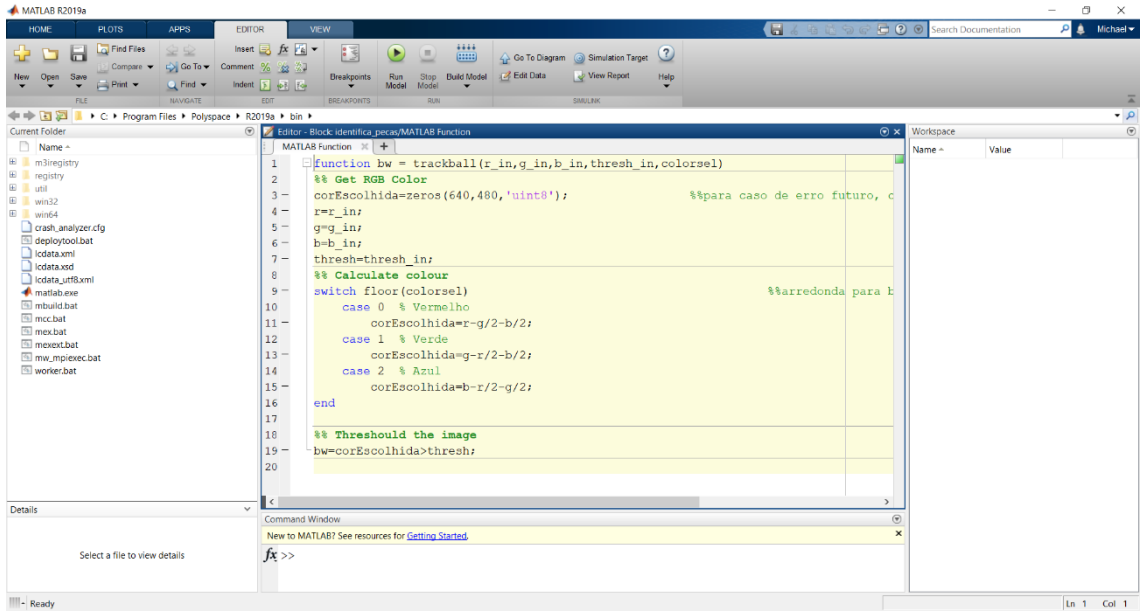 MATLAB R2019a
HOME PLOTS APPS EDITOR VIEW
Search Documentation
Michael
New
Open
Save
Find Files
Compare
Print
Go To
Find
Insert
Comment
Indent
Breakpoints
Run Model
Stop Model
Build Model
Go To Diagram
Edit Data
Simulation Target
View Report
Help
FILE NAVIGATE EDIT BREAKPOINTS RUN SIMULINK
C: Program Files Polyspace R2019a bin
Current Folder
Name
m3iregistry
registry
util
win32
win64
crash_analyzer.cfg
deploytool.bat
lcdata.xml
lcdata.xsd
lcdata_utf8.xml
matlab.exe
mbuild.bat
mcc.bat
mex.bat
mexext.bat
mw_mpiexec.bat
worker.bat
Details
Select a file to view details
Editor - Block: identifica_pecas/MATLAB Function
MATLAB Function
1 function bw = trackball(r_in,g_in,b_in,thresh_in,colorsel)
2 %% Get RGB Color
3 corEscolhida=zeros(640,480,'uint8'); %%para caso de erro futuro, c
4 r=r_in;
5 g=g_in;
6 b=b_in;
7 thresh=thresh_in;
8 %% Calculate colour
9 switch floor(colorsel) %%arredonda para b
10 case 0 % Vermelho
11 corEscolhida=r-g/2-b/2;
12 case 1 % Verde
13 corEscolhida=g-r/2-b/2;
14 case 2 % Azul
15 corEscolhida=b-r/2-g/2;
16 end
17
18 %% Threshould the image
19 bw=corEscolhida>thresh;
20
Command Window
New to MATLAB? See resources for Getting Started.
fx >>
Workspace
Name Value
Ready
Ln 1 Col 1